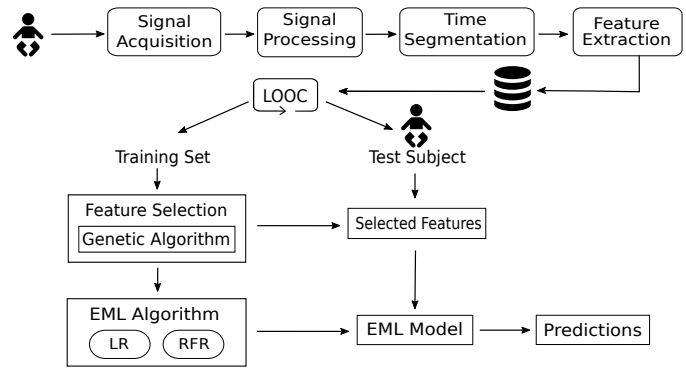 Signal
Acquisition
Signal
Processing
Time
Segmentation
Feature
Extraction
LOOC
Training Set
Test Subject
Feature Selection
Genetic Algorithm
Selected Features
EML Algorithm
LR
RFR
EML Model
Predictions